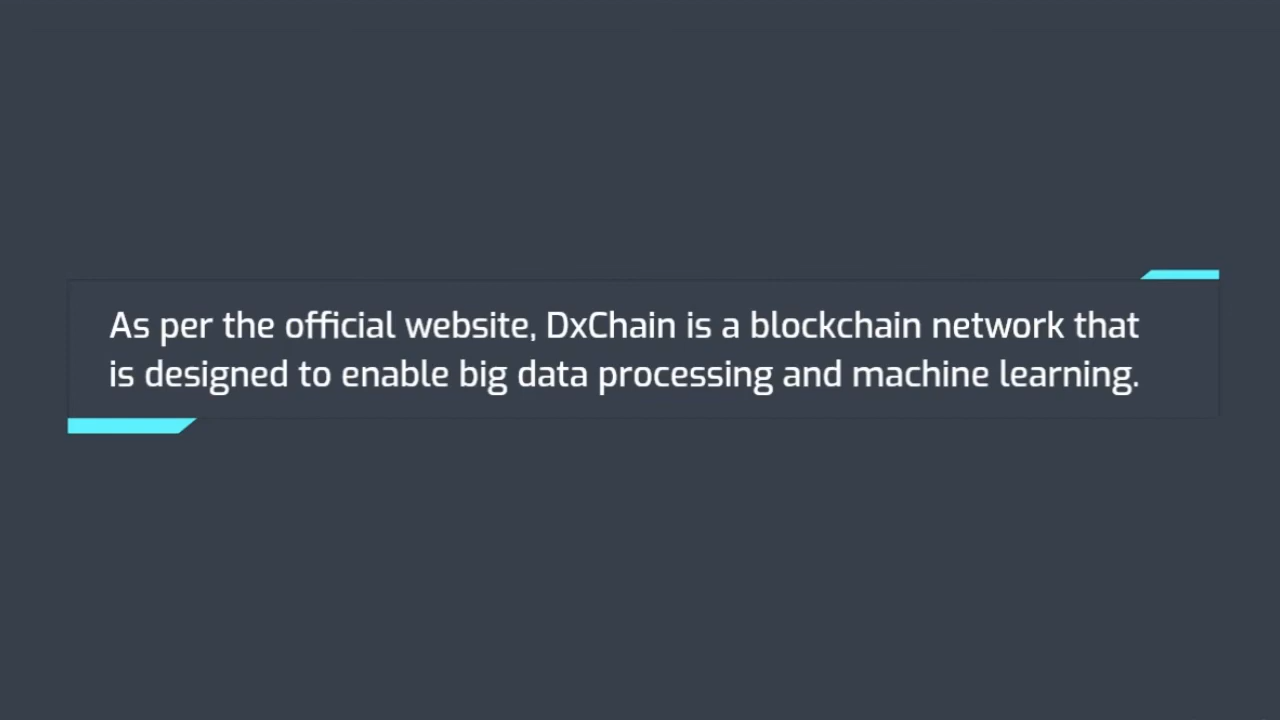 As per the official website, DxChain is a blockchain network that
is designed to enable big data processing and machine learning.